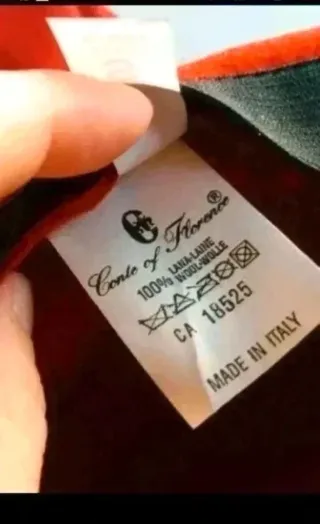 Conte of Florence®
100% LANA-LAINE
WOOL-WOLLE
CA 18525
MADE IN ITALY